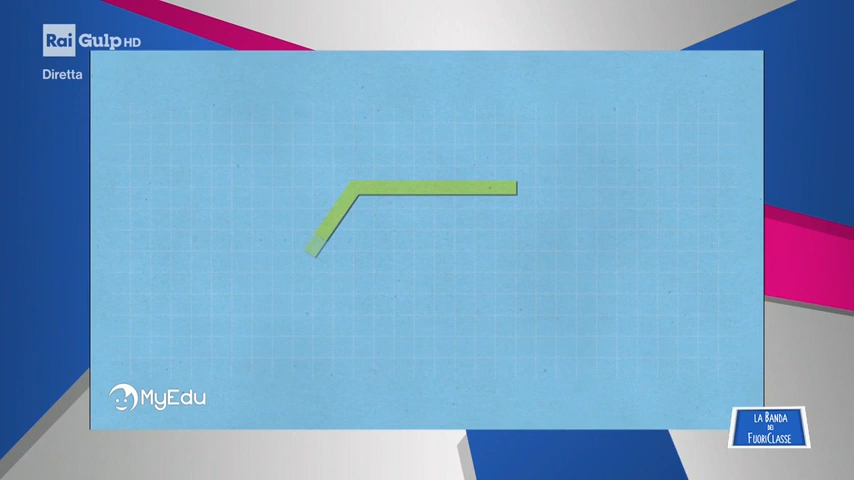 Rai Gulp HD
Diretta
MyEdu
LA BANDA
DEI
FUORICLASSE